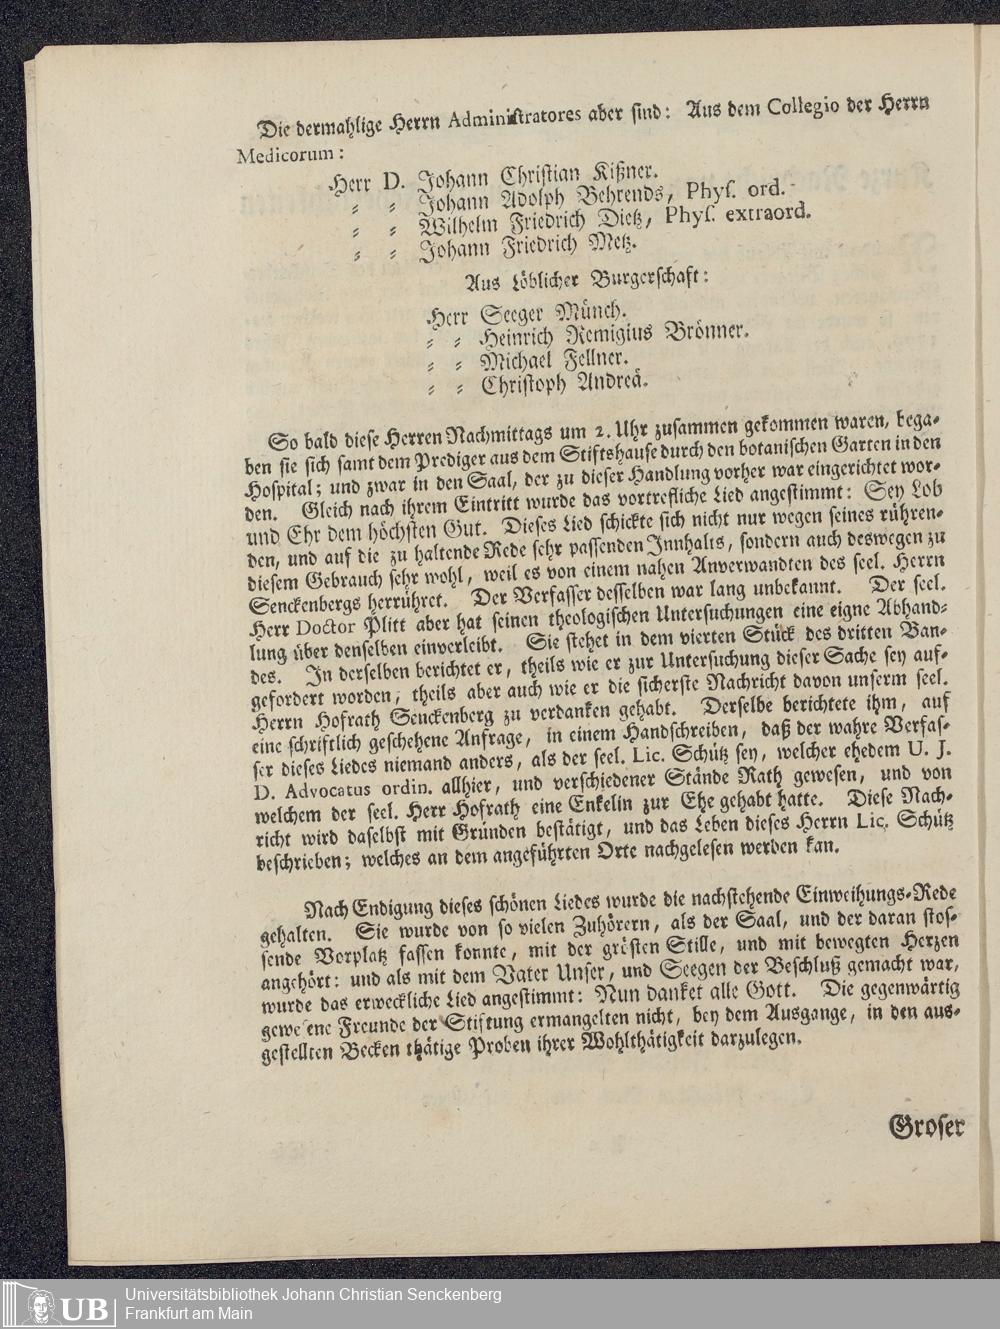 Die dermahlige Herrn Administratores aber sind: Aus dem Collegio der Herrn
Medicorum:
Herr D. Johann Christian Kißner.
⸗ ⸗ Johann Adolph Behrends, Phys. ord.
⸗ ⸗ Wilhelm Friedrich Dietz, Phys. extraord.
⸗ ⸗ Johann Friedrich Metz.
Aus Löblicher Burgerschaft:
Herr Seeger Münch.
⸗ ⸗ Heinrich Remigius Brönner.
⸗ ⸗ Michael Fellner.
⸗ ⸗ Christoph Andreä.
So bald diese Herren Nachmittags um 2. Uhr zusammen gekommen waren, bega⸗
ben sie sich samt dem Prediger aus dem Stiftshause durch den botanischen Garten in den
Hospital; und zwar in den Saal, der zu dieser Handlung vorher war eingerichtet wor⸗
den. Gleich nach ihrem Eintritt wurde das vortrefliche Lied angestimmt: Sey Lob
und Ehr dem höchsten Gut. Dieses Lied schickte sich nicht nur wegen seines rühren⸗
den, und auf die zu haltende Rede sehr passenden Innhalts, sondern auch deswegen zu
diesem Gebrauch sehr wohl, weil es von einem nahen Anverwandten des seel. Herrn
Senckenbergs herrühret. Der Verfasser desselben war lang unbekannt. Der seel.
Herr Doctor Plitt aber hat seinen theologischen Untersuchungen eine eigne Abhand⸗
lung über denselben einverleibt. Sie stehet in dem vierten Stück des dritten Ban⸗
des. In derselben berichtet er, theils wie er zur Untersuchung dieser Sache sey auf⸗
gefordert worden, theils aber auch wie er die sicherste Nachricht davon unserm seel.
Herrn Hofrath Senckenberg zu verdanken gehabt. Derselbe berichtete ihm, auf
eine schriftlich geschehene Anfrage, in einem Handschreiben, daß der wahre Verfas⸗
ser dieses Liedes niemand anders, als der seel. Lic. Schütz sey, welcher ehedem U. J.
D. Advocatus ordin. allhier, und verschiedener Stände Rath gewesen, und von
welchem der seel. Herr Hofrath eine Enkelin zur Ehe gehabt hatte. Diese Nach⸗
richt wird daselbst mit Gründen bestätigt, und das Leben dieses Herrn Lic. Schütz
beschrieben; welches an dem angeführten Orte nachgelesen werden kan.
Nach Endigung dieses schönen Liedes wurde die nachstehende Einweihungs⸗Rede
gehalten. Sie wurde von so vielen Zuhörern, als der Saal, und der daran stos⸗
sende Vorplatz fassen konnte, mit der grösten Stille, und mit bewegten Herzen
angehört: und als mit dem Vater Unser, und Seegen der Beschluß gemacht war,
wurde das erweckliche Lied angestimmt: Nun danket alle Gott. Die gegenwärtig
gewesene Freunde der Stiftung ermangelten nicht, bey dem Ausgange, in den aus⸗
gestellten Becken thätige Proben ihrer Wohlthätigkeit darzulegen.
Groser
UB
Universitätsbibliothek Johann Christian Senckenberg
Frankfurt am Main